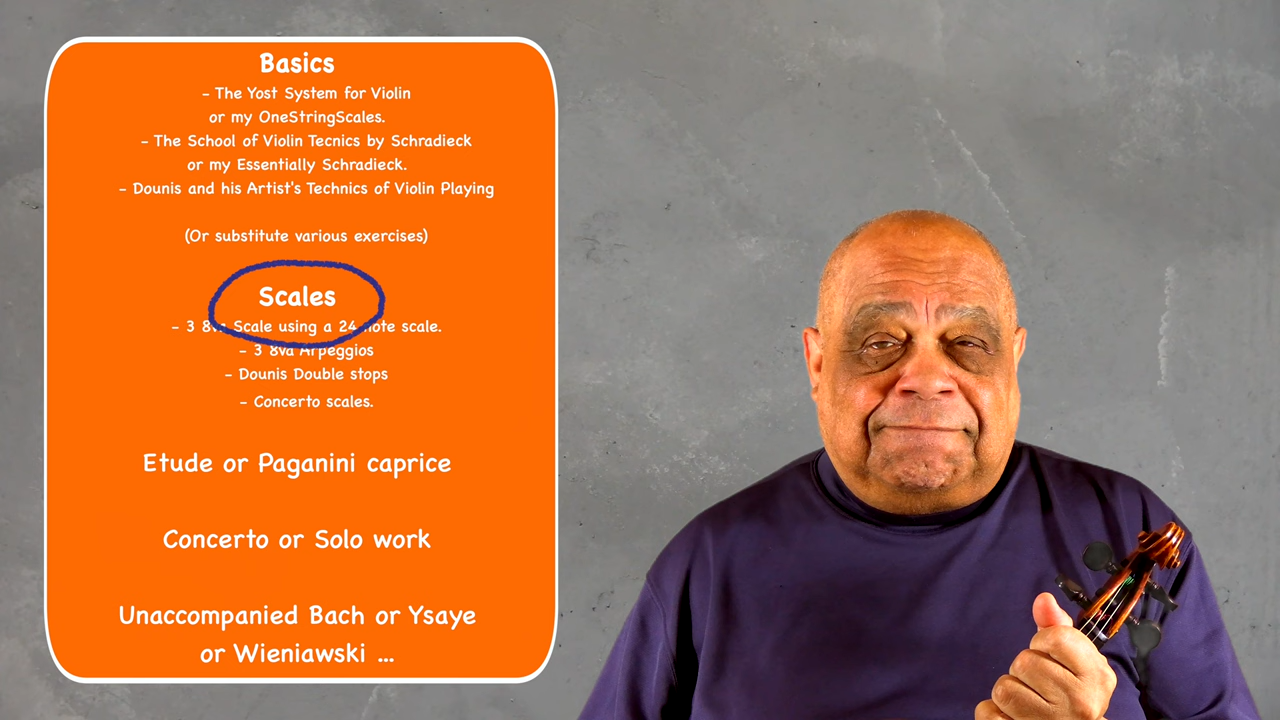 Basics
- The Yost System for Violin
or my OneStringScales.
- The School of Violin Tecnics by Schradieck
or my Essentially Schradieck.
- Dounis and his Artist's Technics of Violin Playing
(Or substitute various exercises)
Scales
- 3 8va Scale using a 24 note scale.
- 3 8va Arpeggios
- Dounis Double stops
- Concerto scales.
Etude or Paganini caprice
Concerto or Solo work
Unaccompanied Bach or Ysaye
or Wieniawski ...